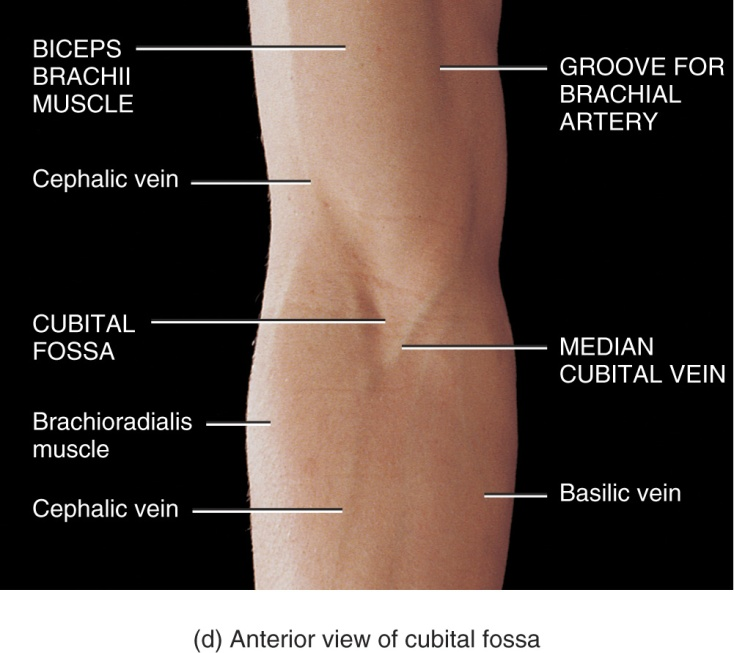 BICEPS
BRACHII
MUSCLE
GROOVE FOR
BRACHIAL
ARTERY
Cephalic vein
CUBITAL
FOSSA
MEDIAN
CUBITAL VEIN
Brachioradialis
muscle
Basilic vein
Cephalic vein
(d) Anterior view of cubital fossa